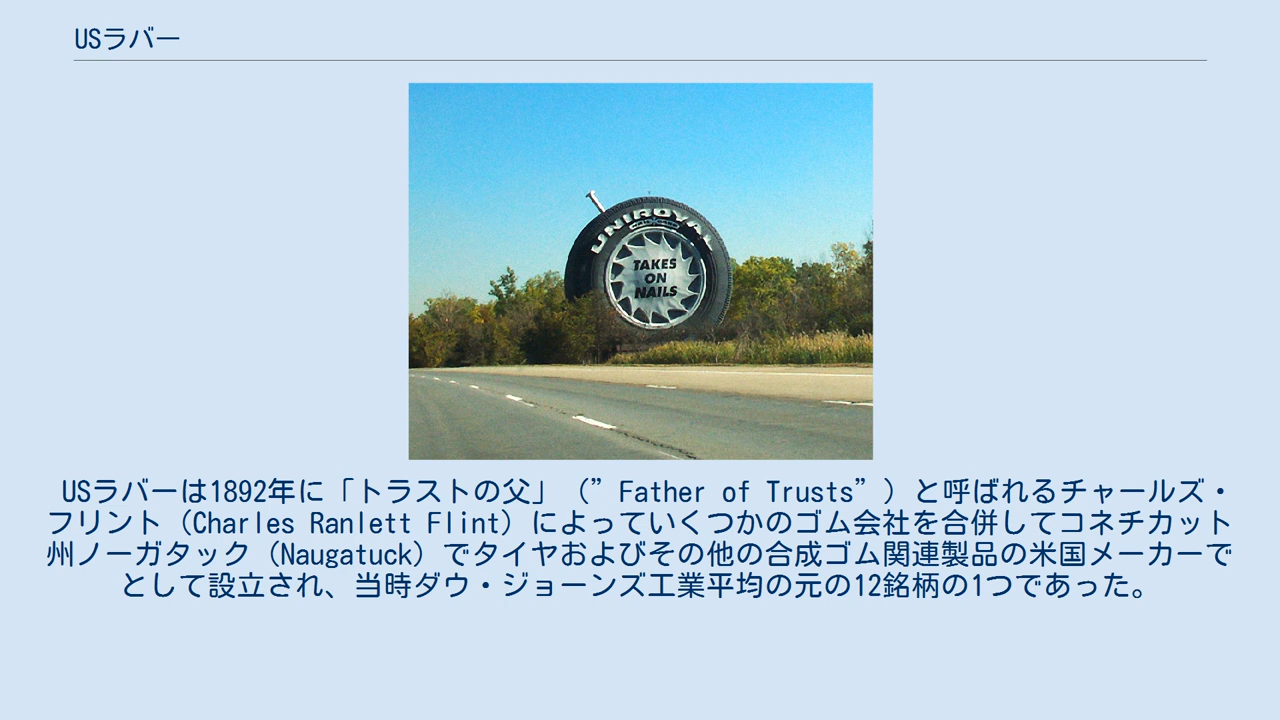 USラバー
UNIROYAL
TAKES
ON
NAILS
USラバーは1892年に「トラストの父」（”Father of Trusts”）と呼ばれるチャールズ・
フリント（Charles Ranlett Flint）によっていくつかのゴム会社を合併してコネチカット
州ノーガタック（Naugatuck）でタイヤおよびその他の合成ゴム関連製品の米国メーカーで
として設立され、当時ダウ・ジョーンズ工業平均の元の12銘柄の1つであった。